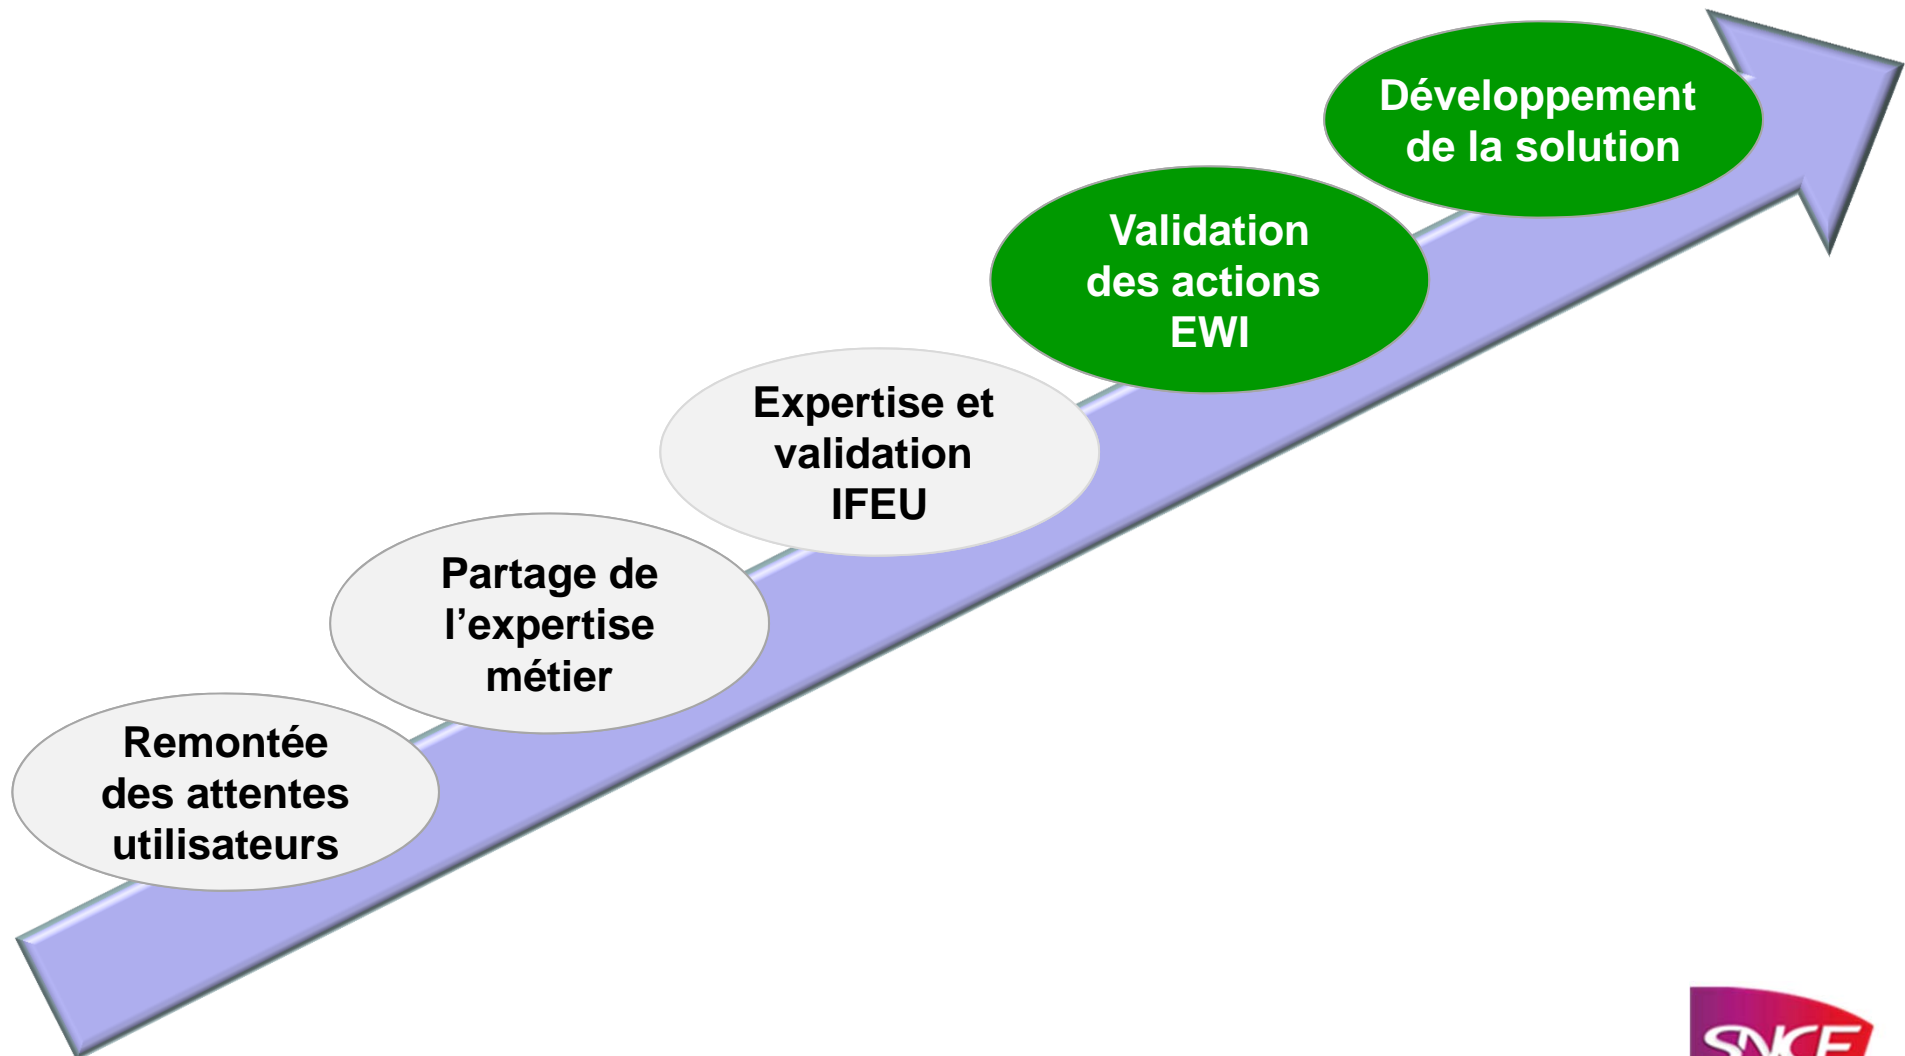 Développement
de la solution
Validation
des actions
EWI
Expertise et
validation
IFEU
Partage de
l’expertise
métier
Remontée
des attentes
utilisateurs
SNCF